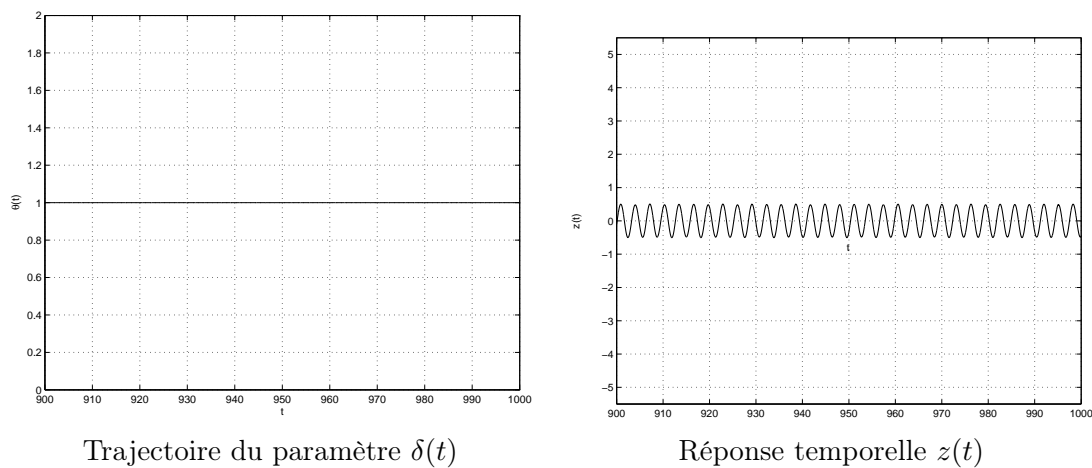 2
1.8
1.6
1.4
1.2
1
0.8
0.6
0.4
0.2
0
θ(t)
900 910 920 930 940 950 960 970 980 990 1000
t
Trajectoire du paramètre δ(t)
5
4
3
2
1
0
−1
−2
−3
−4
−5
z(t)
t
900 910 920 930 940 950 960 970 980 990 1000
Réponse temporelle z(t)